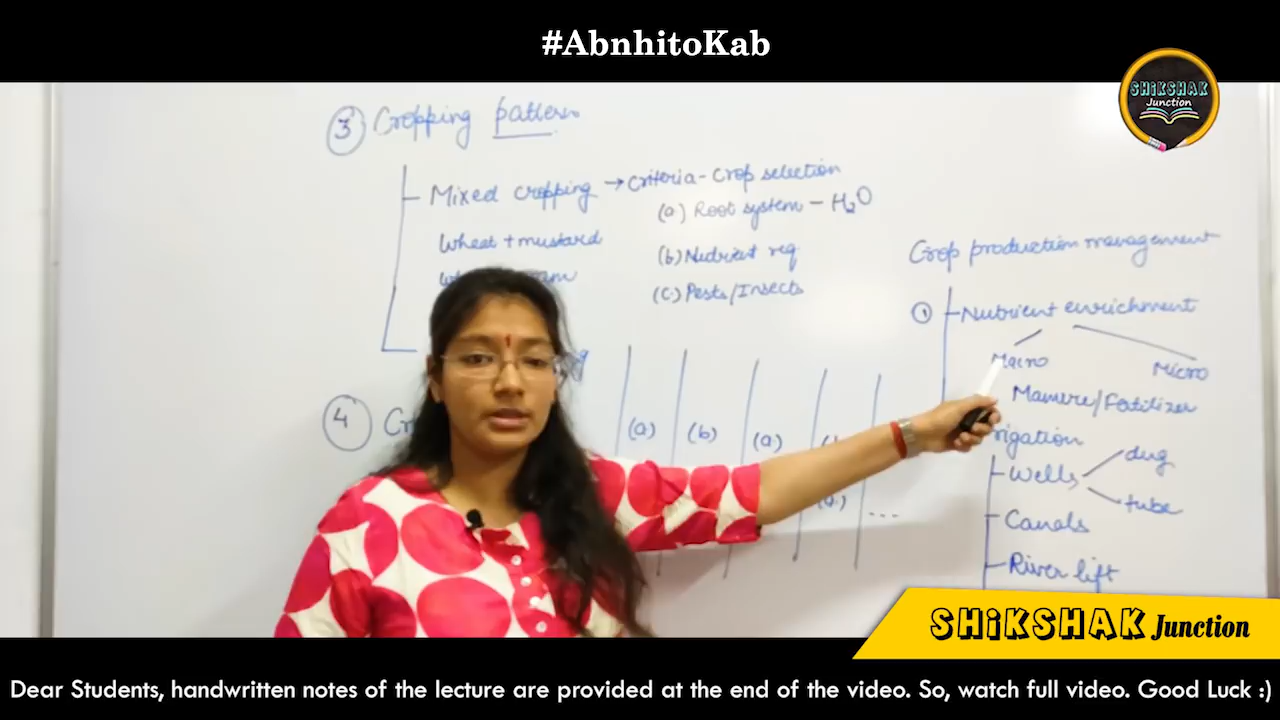 #AbnhitoKab
SHiKSHAK
Junction
3 Cropping pattern
Mixed cropping → Criteria - Crop selection
(a) Root system - H2O
Wheat + mustard
(b) Nutrient req
(c) Pests/Insects
4
(a) (b) (a)
...
Crop production management
1 Nutrient enrichment
Macro Micro
Manure/Fertilizer
Wells dug
tube
Canals
River lift
SHiKSHAK Junction
Dear Students, handwritten notes of the lecture are provided at the end of the video. So, watch full video. Good Luck :)